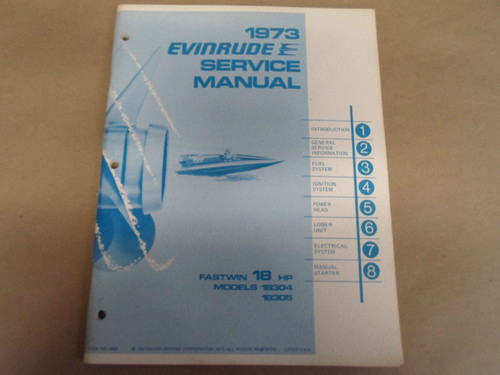 1973
EVINRUDE E
SERVICE
MANUAL
INTRODUCTION 1
GENERAL
SERVICE
INFORMATION 2
FUEL
SYSTEM 3
IGNITION
SYSTEM 4
POWER
HEAD 5
LOWER
UNIT 6
ELECTRICAL
SYSTEM 7
MANUAL
STARTER 8
FASTWIN 18 HP
MODELS 18304
18305